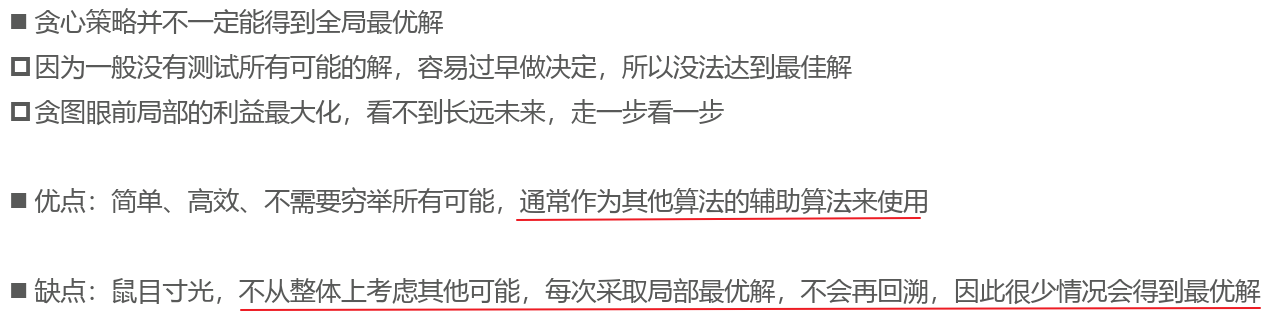 ■ 贪心策略并不一定能得到全局最优解
□ 因为一般没有测试所有可能的解，容易过早做决定，所以没法达到最佳解
□ 贪图眼前局部的利益最大化，看不到长远未来，走一步看一步
■ 优点：简单、高效、不需要穷举所有可能，通常作为其他算法的辅助算法来使用
■ 缺点：鼠目寸光，不从整体上考虑其他可能，每次采取局部最优解，不会再回溯，因此很少情况会得到最优解